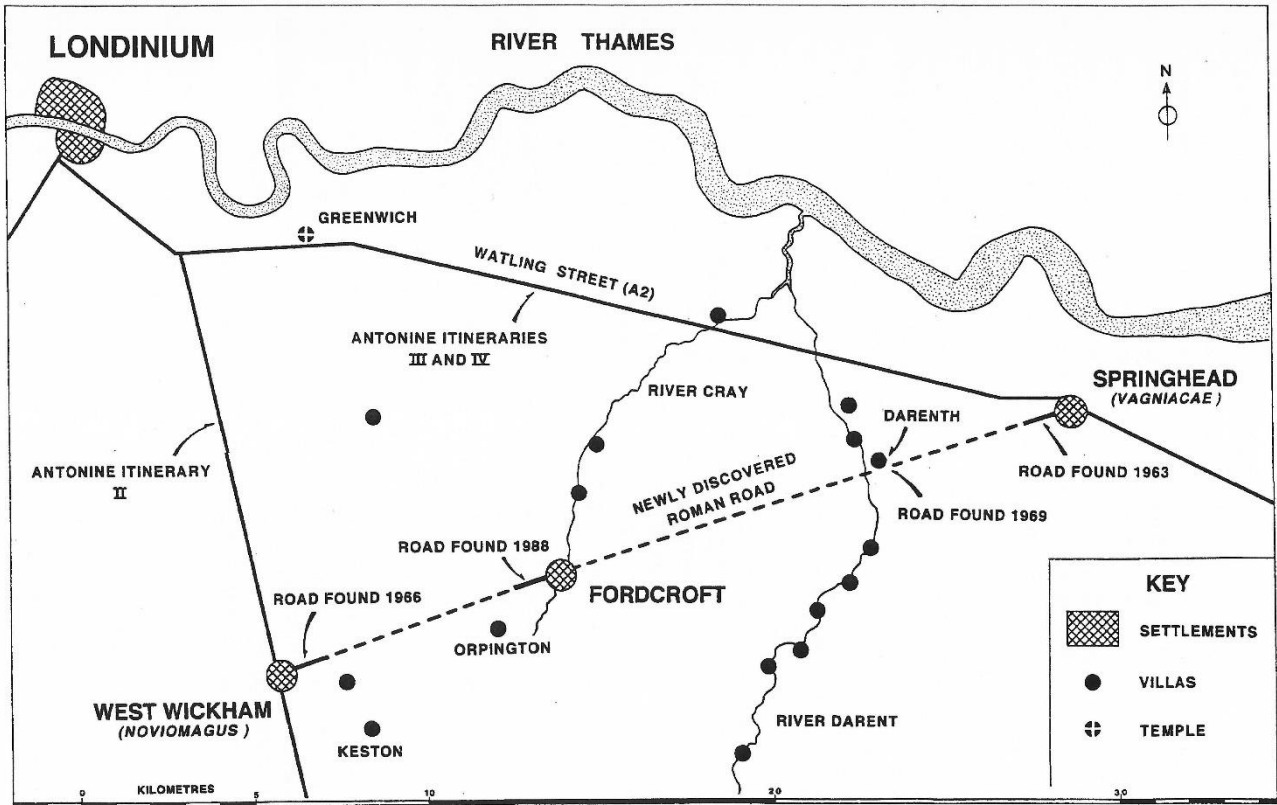 LONDINIUM
RIVER THAMES
N
GREENWICH
WATLING STREET (A2)
ANTONINE ITINERARIES
III AND IV
RIVER CRAY
SPRINGHEAD
(VAGNIACAE)
DARENTH
ANTONINE ITINERARY
II
ROAD FOUND 1963
NEWLY DISCOVERED
ROMAN ROAD
ROAD FOUND 1969
ROAD FOUND 1988
FORDCROFT
ROAD FOUND 1966
ORPINGTON
WEST WICKHAM
(NOVIOMAGUS)
KESTON
RIVER DARENT
KEY
SETTLEMENTS
VILLAS
TEMPLE
0 KILOMETRES 5 10 20 30